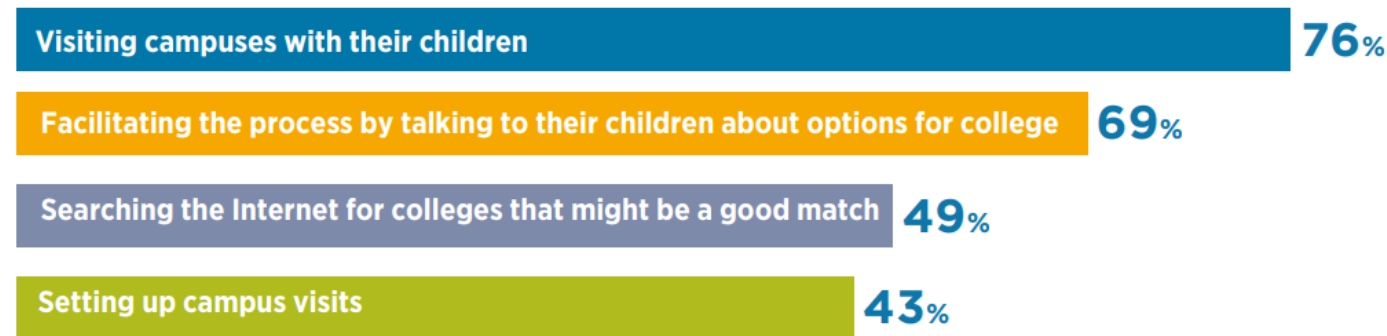 Visiting campuses with their children 76%
Facilitating the process by talking to their children about options for college 69%
Searching the Internet for colleges that might be a good match 49%
Setting up campus visits 43%